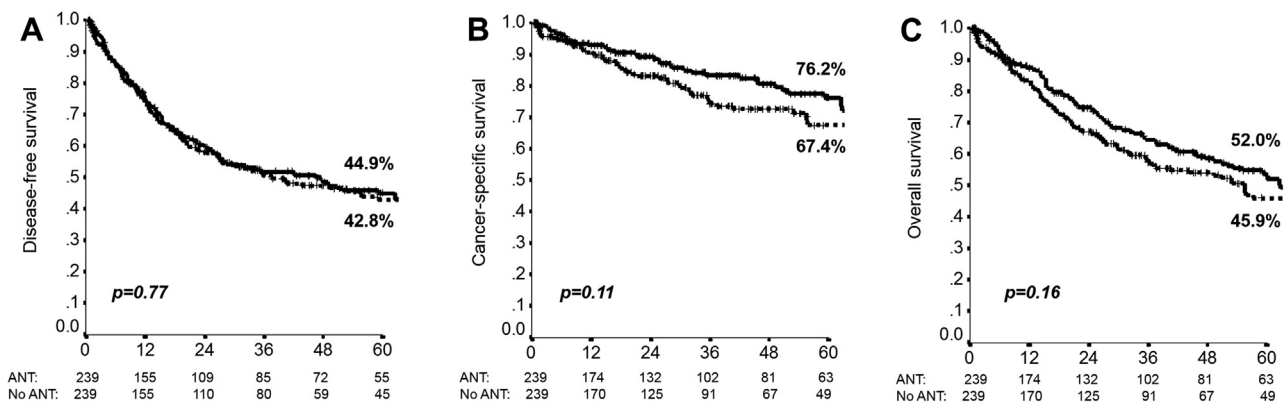 A
Disease-free survival
1.0
.9
.8
.7
.6
.5
.4
.3
.2
.1
0.0
44.9%
42.8%
p=0.77
0 12 24 36 48 60
ANT: 239 155 109 85 72 55
No ANT: 239 155 110 80 59 45
B
Cancer-specific survival
1.0
.9
.8
.7
.6
.5
.4
.3
.2
.1
0.0
76.2%
67.4%
p=0.11
0 12 24 36 48 60
239 174 132 102 81 63
239 170 125 91 67 49
C
Overall survival
1.0
.9
.8
.7
.6
.5
.4
.3
.2
.1
0.0
52.0%
45.9%
p=0.16
0 12 24 36 48 60
239 174 132 102 81 63
239 170 125 91 67 49